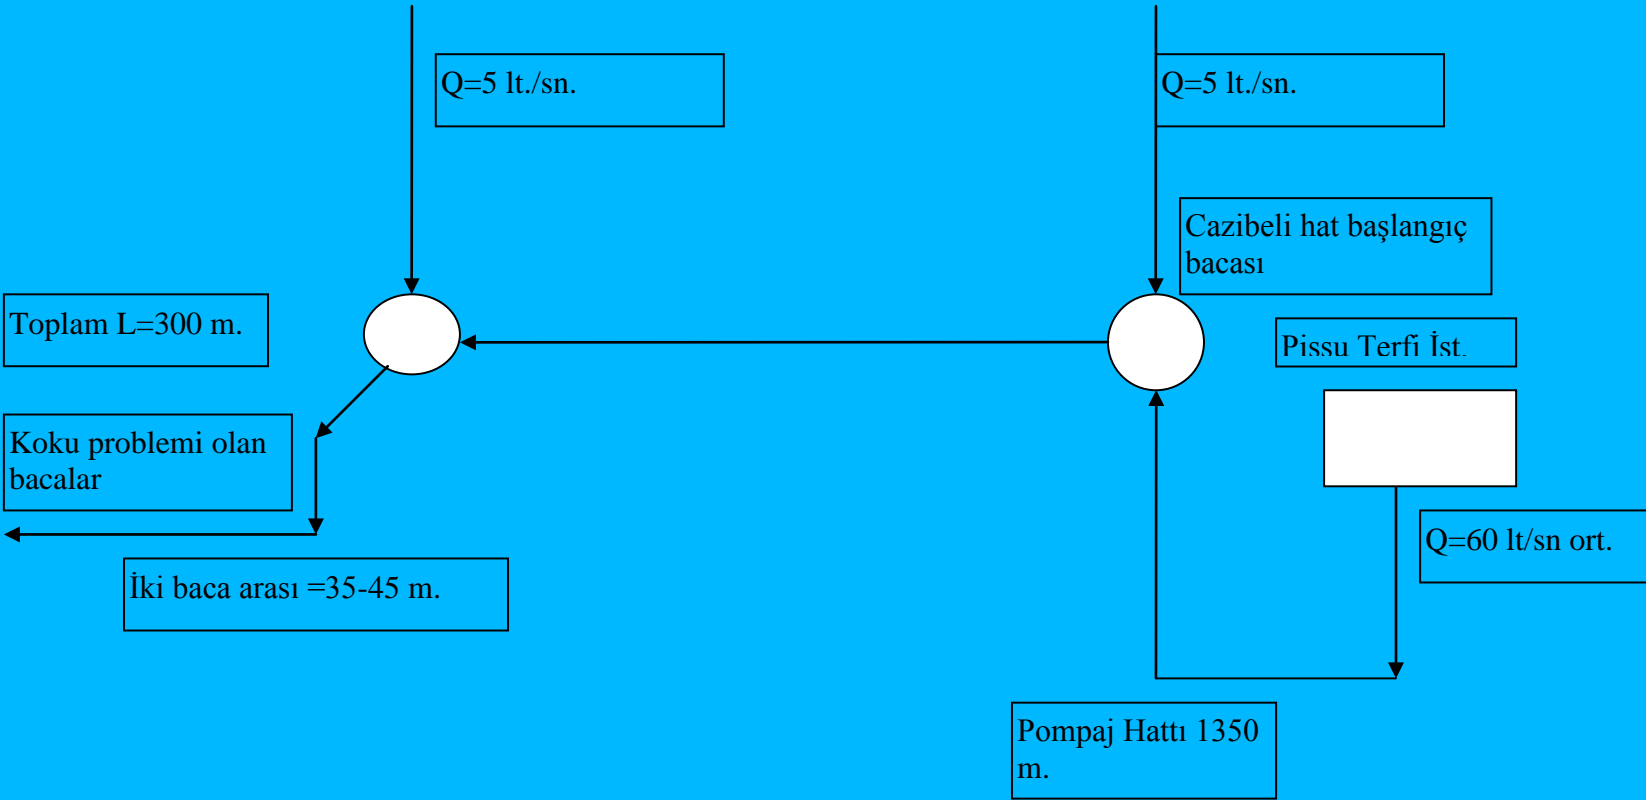 Q=5 lt./sn.
Q=5 lt./sn.
Cazibeli hat başlangıç
bacası
Toplam L=300 m.
Pissu Terfi İst.
Koku problemi olan
bacalar
Q=60 lt/sn ort.
İki baca arası =35-45 m.
Pompaj Hattı 1350
m.